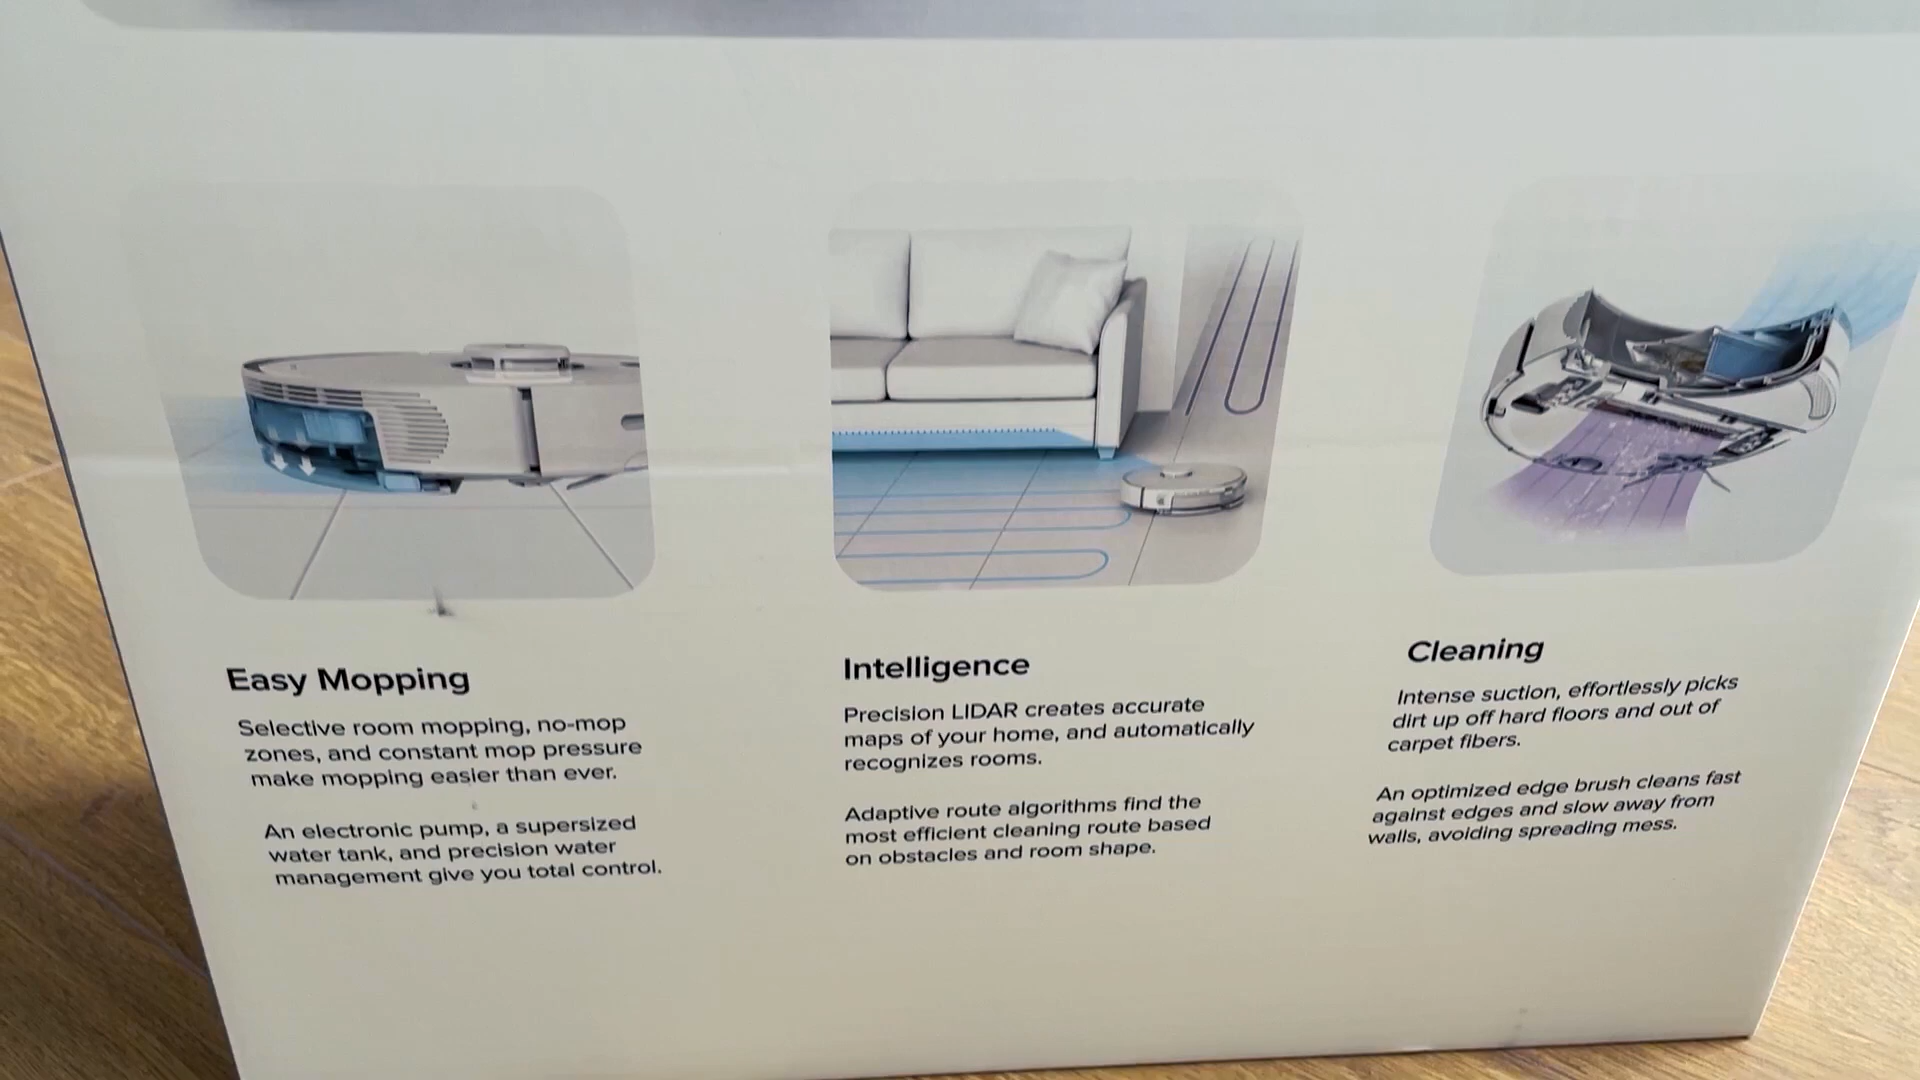 Easy Mopping
Selective room mopping, no-mop
zones, and constant mop pressure
make mopping easier than ever.
An electronic pump, a supersized
water tank, and precision water
management give you total control.
Intelligence
Precision LIDAR creates accurate
maps of your home, and automatically
recognizes rooms.
Adaptive route algorithms find the
most efficient cleaning route based
on obstacles and room shape.
Cleaning
Intense suction, effortlessly picks
dirt up off hard floors and out of
carpet fibers.
An optimized edge brush cleans fast
against edges and slow away from
walls, avoiding spreading mess.